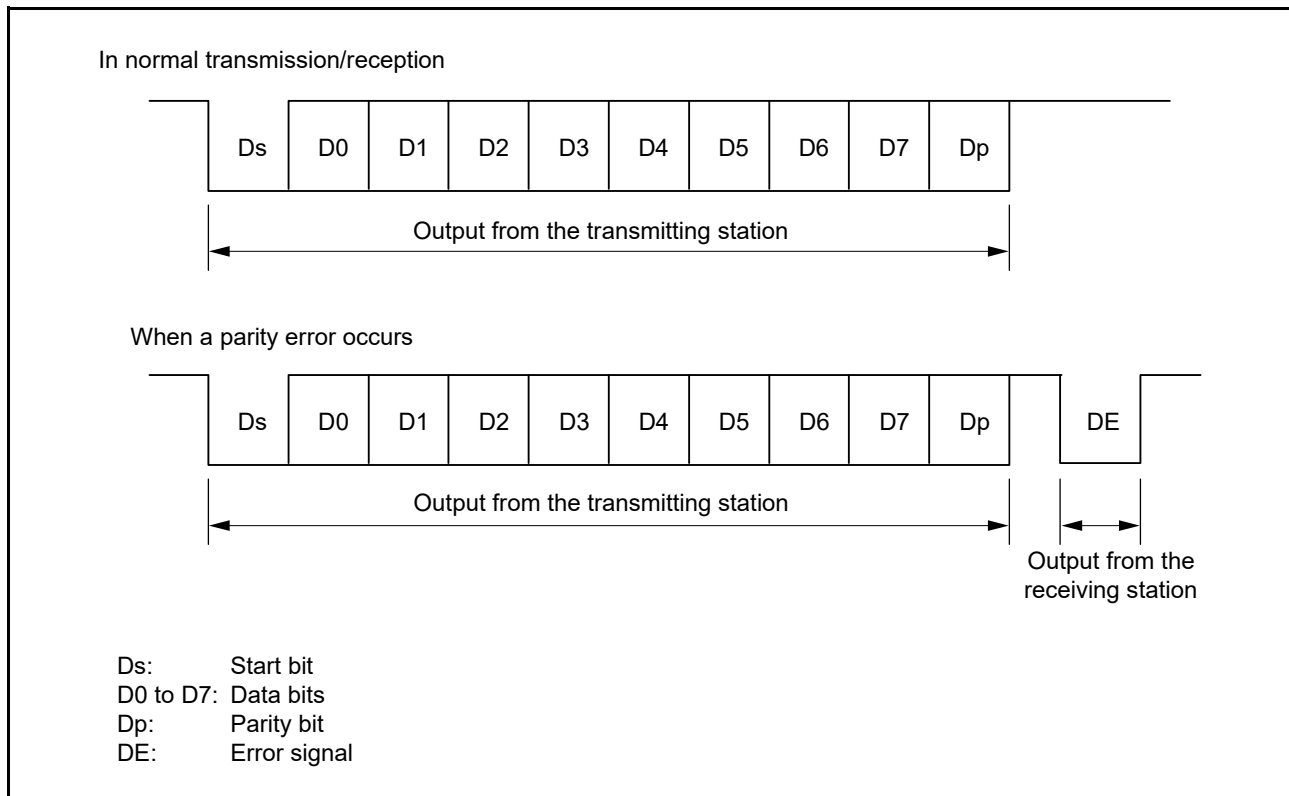 In normal transmission/reception
Ds D0 D1 D2 D3 D4 D5 D6 D7 Dp
Output from the transmitting station
When a parity error occurs
Ds D0 D1 D2 D3 D4 D5 D6 D7 Dp DE
Output from the transmitting station
Output from the
receiving station
Ds: Start bit
D0 to D7: Data bits
Dp: Parity bit
DE: Error signal